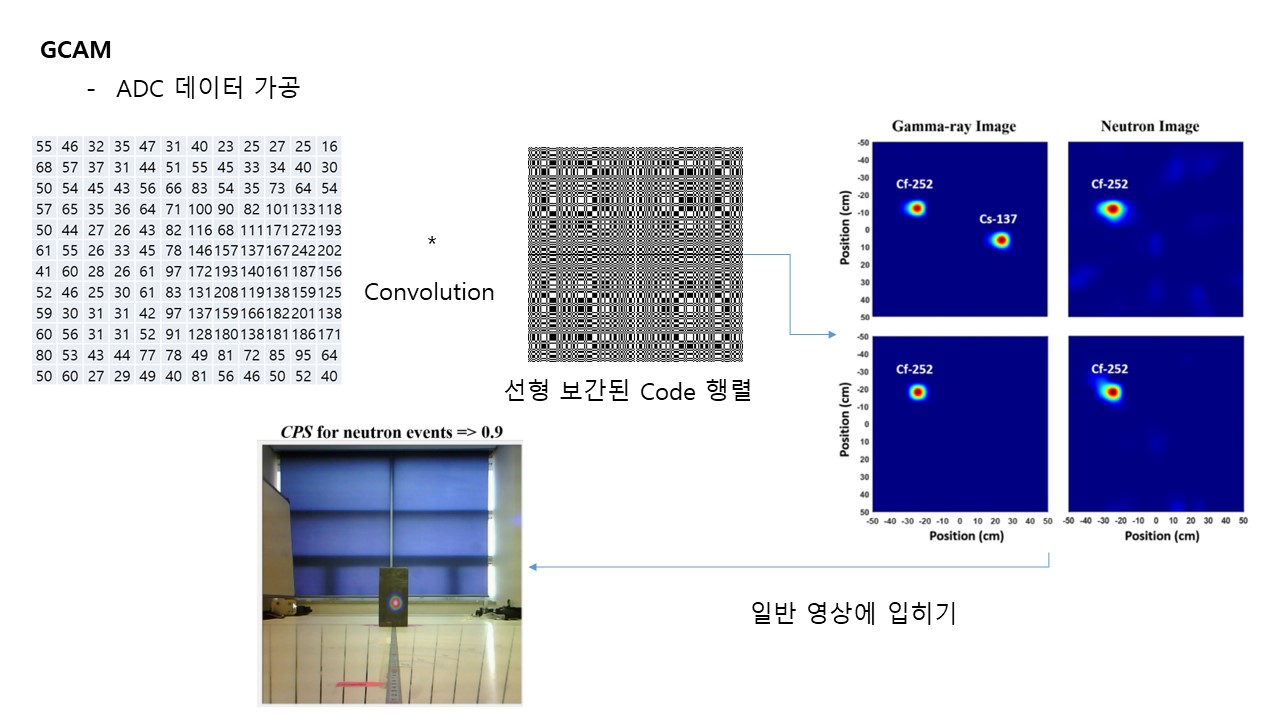 GCAM
- ADC 데이터 가공
55 46 32 35 47 31 40 23 25 27 25 16
68 57 37 31 44 51 55 45 33 34 40 30
50 54 45 43 56 66 83 54 35 73 64 54
57 65 35 36 64 71 100 90 82 101 133 118
50 44 27 26 43 82 116 68 111 171 272 193
61 55 26 33 45 78 146 157 137 167 242 202
41 60 28 26 61 97 172 193 140 161 187 156
52 46 25 30 61 83 131 208 119 138 159 125
59 30 31 31 42 97 137 159 166 182 201 138
60 56 31 31 52 91 128 180 138 181 186 171
80 53 43 44 77 78 49 81 72 85 95 64
50 60 27 29 49 40 81 56 46 50 52 40
*
Convolution
선형 보간된 Code 행렬
Gamma-ray Image
Neutron Image
Position (cm)
-50
-40
-30
-20
-10
0
10
20
30
40
50
Cf-252
Cs-137
Cf-252
Position (cm)
-50
-40
-30
-20
-10
0
10
20
30
40
50
Cf-252
Cf-252
-50 -40 -30 -20 -10 0 10 20 30 40 50
-50 -40 -30 -20 -10 0 10 20 30 40 50
Position (cm)
Position (cm)
CPS for neutron events => 0.9
일반 영상에 입히기